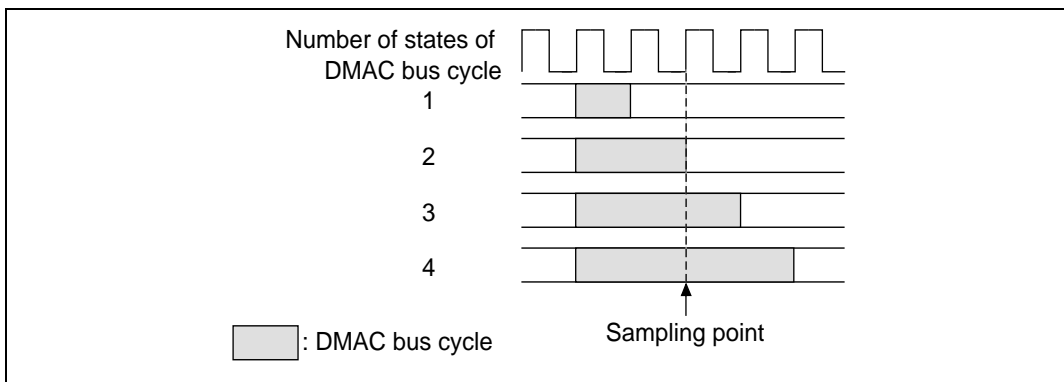 Number of states of
DMAC bus cycle
1
2
3
4
Sampling point
: DMAC bus cycle